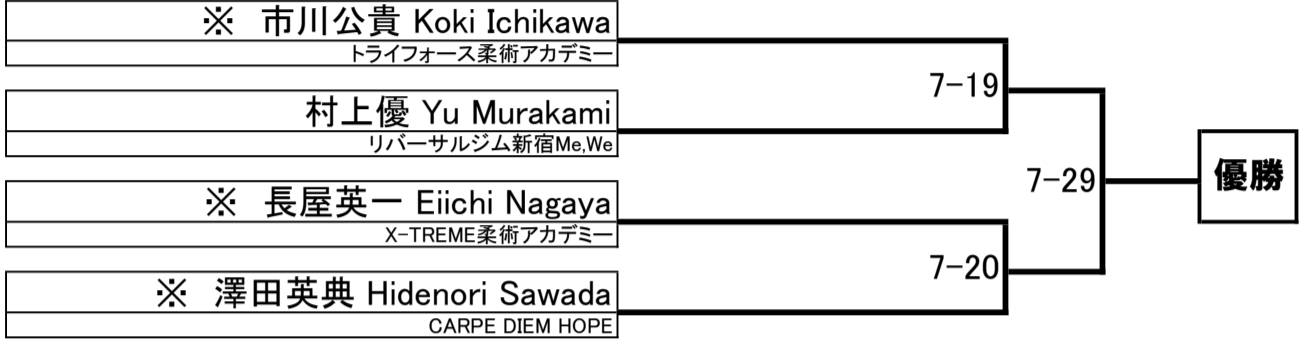 ※　市川公貴 Koki Ichikawa
トライフォース柔術アカデミー
7-19
村上優 Yu Murakami
リバーサルジム新宿Me,We
7-29
優勝
※　長屋英一 Eiichi Nagaya
X-TREME柔術アカデミー
7-20
※　澤田英典 Hidenori Sawada
CARPE DIEM HOPE